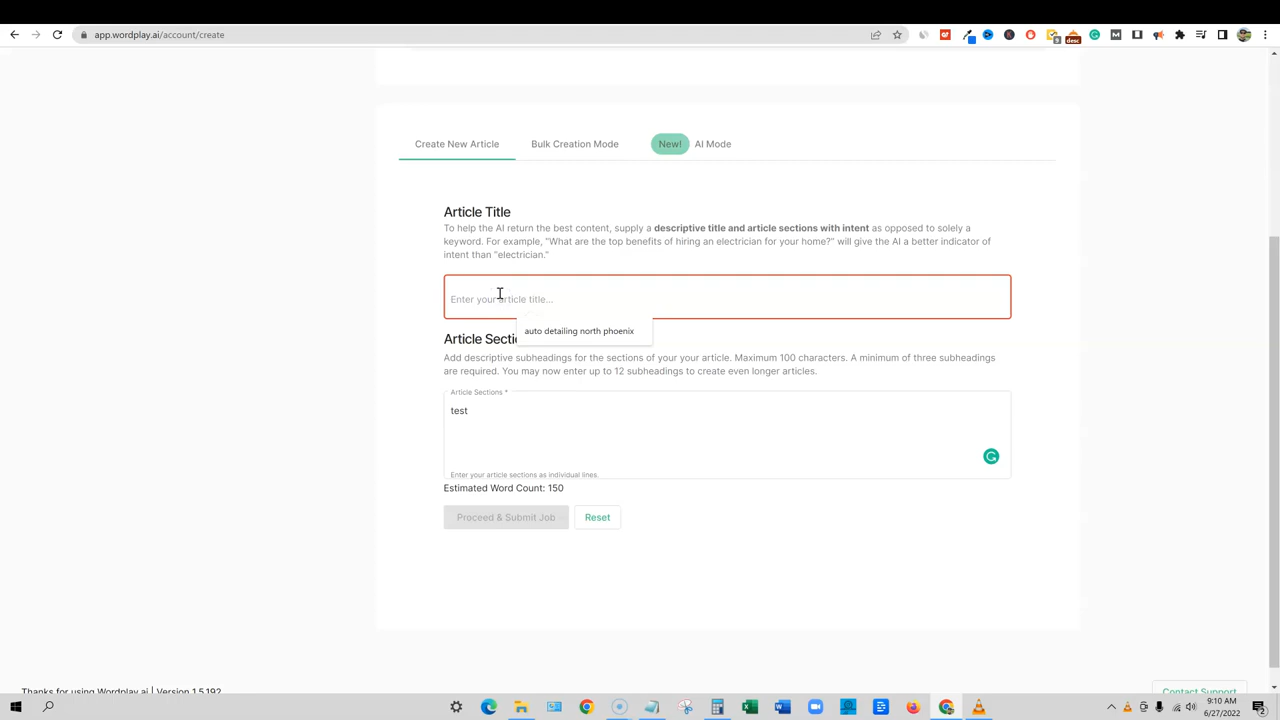 app.wordplay.ai/account/create
desc
Create New Article
Bulk Creation Mode
New!
AI Mode
Article Title
To help the AI return the best content, supply a descriptive title and article sections with intent as opposed to solely a
keyword. For example, "What are the top benefits of hiring an electrician for your home?" will give the AI a better indicator of
intent than "electrician."
Enter your article title...
auto detailing north phoenix
Article Secti
Add descriptive subheadings for the sections of your your article. Maximum 100 characters. A minimum of three subheadings
are required. You may now enter up to 12 subheadings to create even longer articles.
Article Sections *
test
Enter your article sections as individual lines.
Estimated Word Count: 150
Proceed & Submit Job
Reset
Thanks for using Wordplay.ai | Version 1.5.192
Contact Support
9:10 AM
6/27/2022